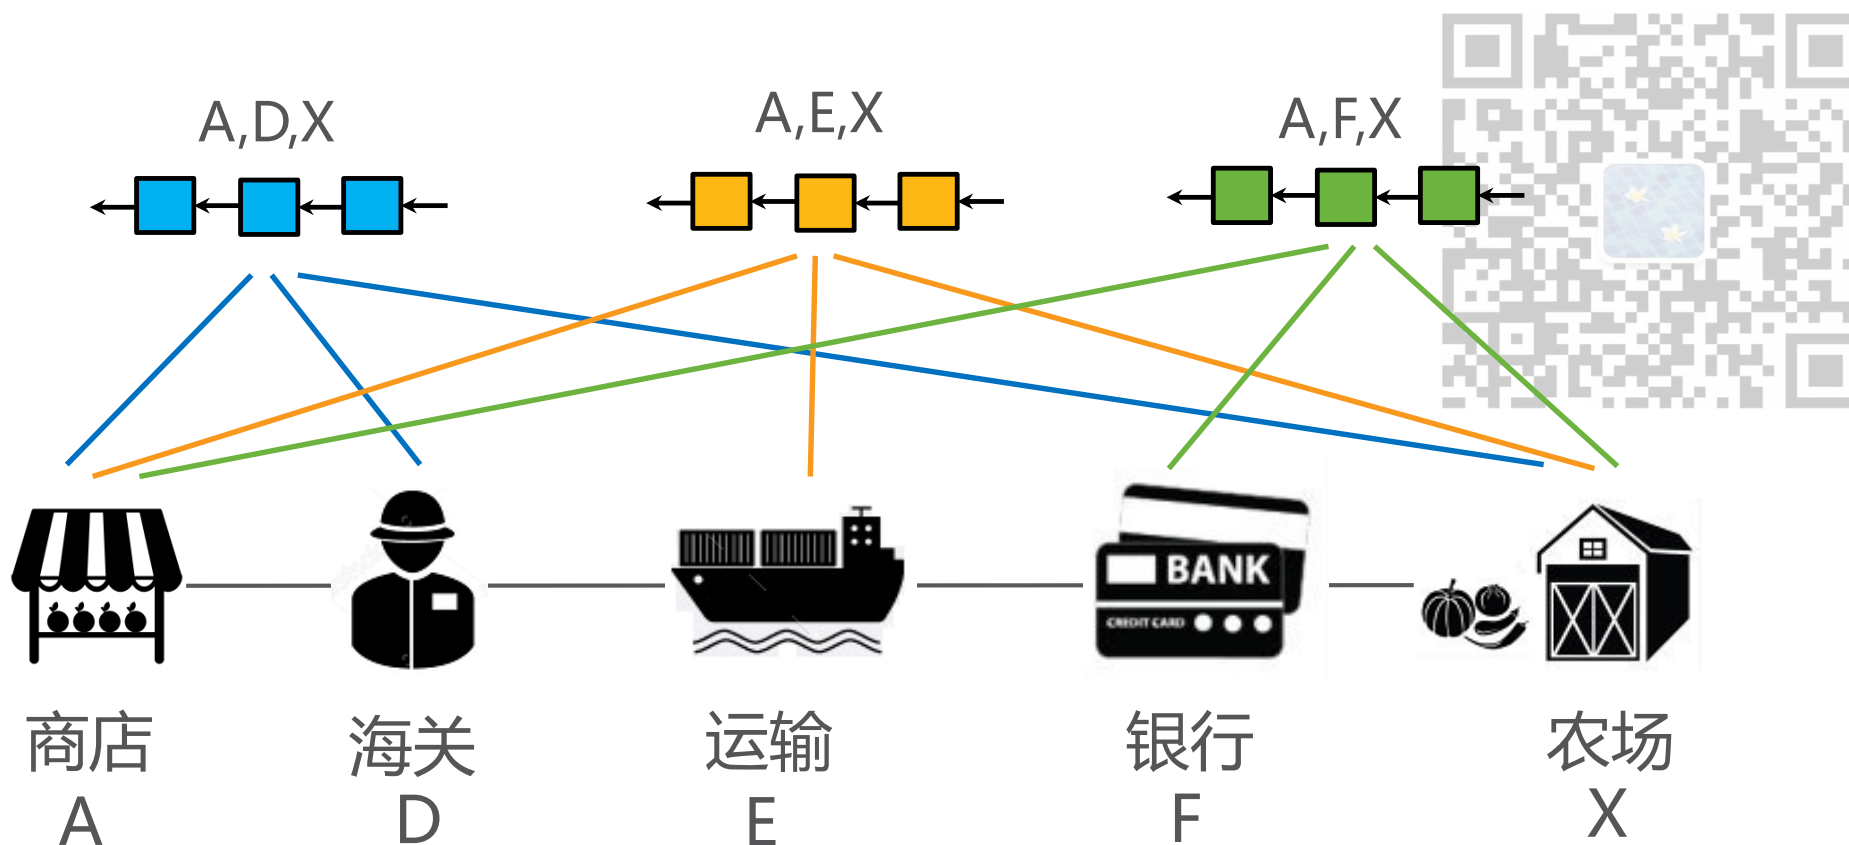 A,D,X
A,E,X
A,F,X
BANK
CREDIT CARD
商店
海关
运输
银行
农场
A
D
E
F
X